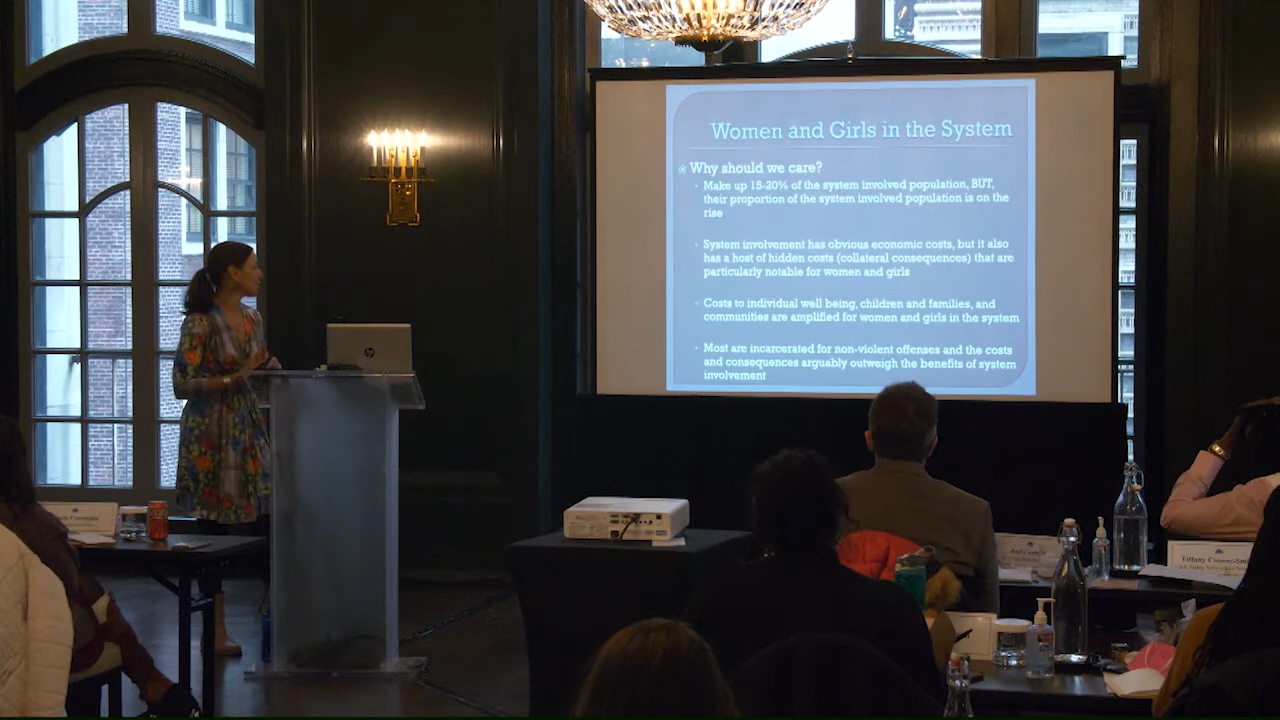 Women and Girls in the System
Why should we care?
Make up 15-20% of the system involved population, BUT,
their proportion of the system involved population is on the
rise
System involvement has obvious economic costs, but it also
has a host of hidden costs (collateral consequences) that are
particularly notable for women and girls
Costs to individual well being, children and families, and
communities are amplified for women and girls in the system
Most are incarcerated for non-violent offenses and the costs
and consequences arguably outweigh the benefits of system
involvement
hp
Tiffany